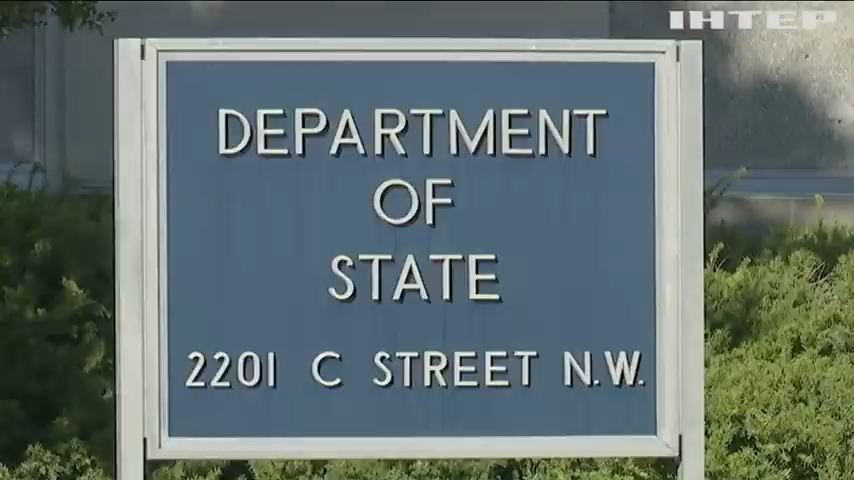 ІНТЕР
DEPARTMENT
OF
STATE
2201 C STREET N.W.